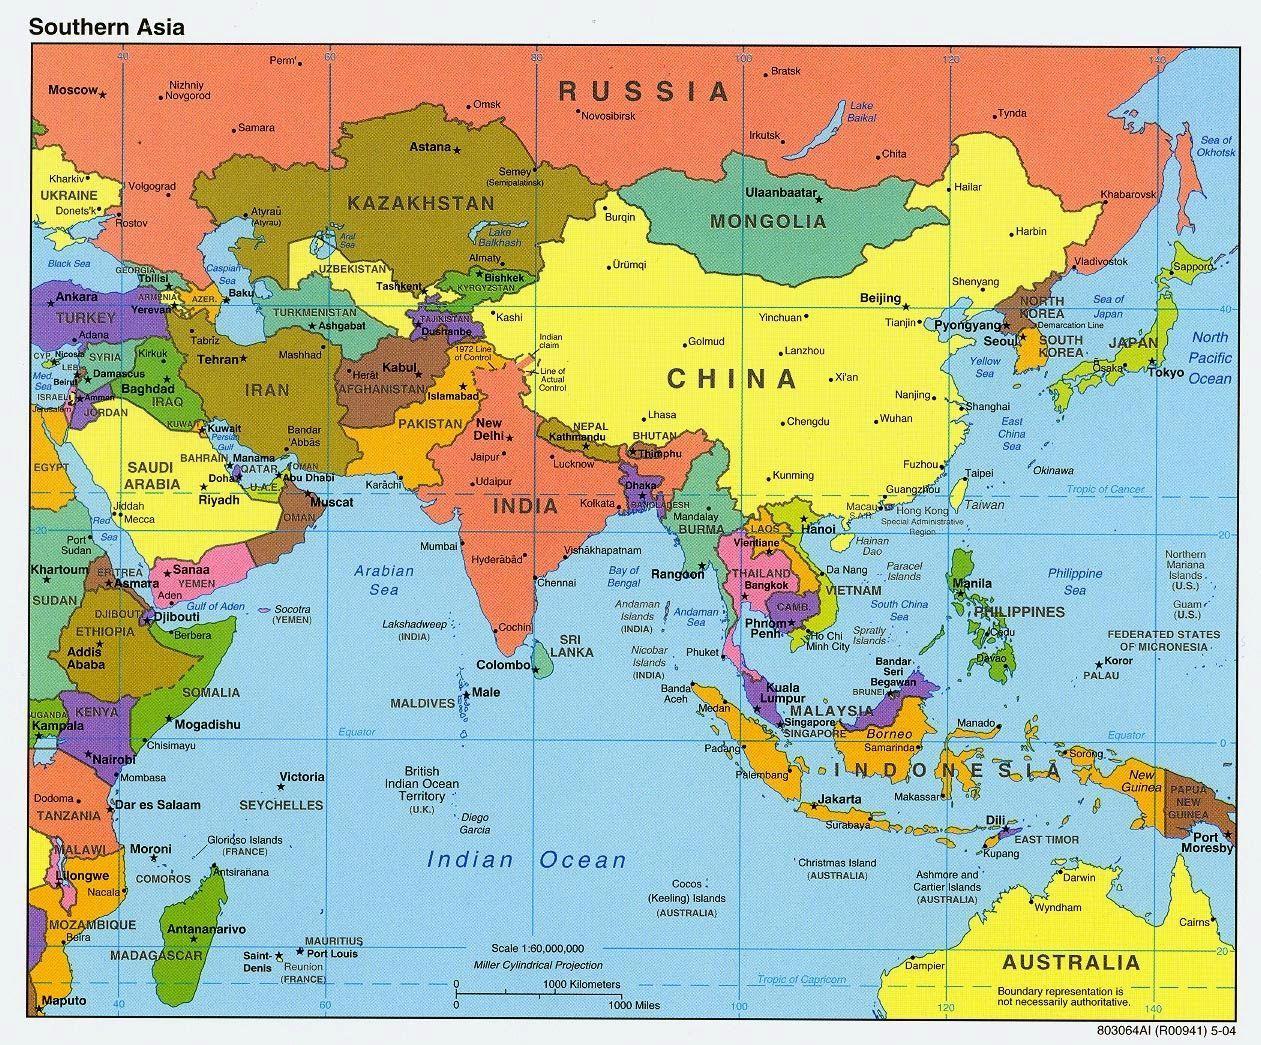 Southern Asia
40
60
80
100
120
140
Perm'
Bratsk
Moscow
Nizhniy
Novgorod
RUSSIA
Omsk
Novosibirsk
Lake
Baikal
Tynda
Samara
Irkutsk
Chita
Sea of
Okhotsk
Astana
Kharkiv
UKRAINE
Donets'k
Volgograd
Semey
(Semipalatinsk)
Ulaanbaatar
Hailar
Khabarovsk
Rostov
Atyraū
(Atyrau)
KAZAKHSTAN
Burqin
MONGOLIA
Harbin
Aral
Sea
Lake
Balkhash
Black Sea
GEORGIA
Tbilisi
Caspian
Sea
UZBEKISTAN
Almaty
Bishkek
KYRGYZSTAN
Ürümqi
Vladivostok
Sapporo
Ankara
TURKEY
ARMENIA
Yerevan
AZER.
Baku
Tashkent
Shenyang
Beijing
NORTH
KOREA
Sea of
Japan
40
TURKMENISTAN
Ashgabat
TAJIKISTAN
Dushanbe
Kashi
Yinchuan
Tianjin
Pyongyang
Demarcation Line
Adana
Tabriz
Seoul
SOUTH
KOREA
JAPAN
North
Pacific
Ocean
CYP.
Nicosia
SYRIA
Kirkuk
Tehran
Mashhad
1972 Line
of Control
Indian
claim
Golmud
Lanzhou
Yellow
Sea
Ōsaka
Tokyo
LEB.
Beirut
Damascus
Med.
Sea
Baghdad
IRAQ
IRAN
Herāt
Kabul
AFGHANISTAN
Islamabad
Line of
Actual
Control
CHINA
Xi'an
ISRAEL
Amman
Jerusalem
JORDAN
Nanjing
Shanghai
KUWAIT
Kuwait
Persian
Gulf
Bandar
'Abbās
PAKISTAN
New
Delhi
Lhasa
Chengdu
Wuhan
East
China
Sea
NEPAL
Kathmandu
BHUTAN
Thimphu
EGYPT
SAUDI
ARABIA
BAHRAIN
Manama
QATAR
Doha
OMAN
Abu Dhabi
U.A.E.
Jaipur
Lucknow
Kunming
Fuzhou
Taipei
Okinawa
Riyadh
Muscat
Karāchi
Udaipur
INDIA
Dhaka
BANGLADESH
Kolkata
Guangzhou
Taiwan
Tropic of Cancer
Jiddah
Mecca
OMAN
Mandalay
BURMA
LAOS
Hanoi
Macau
S.A.R.
Hong Kong
Special Administrative
Region
20
Red
Sea
Port
Sudan
Mumbai
Hyderābād
Vishākhapatnam
Vientiane
Hainan
Dao
20
Khartoum
SUDAN
ERITREA
Asmara
Sanaa
YEMEN
Arabian
Sea
Chennai
Bay of
Bengal
Rangoon
THAILAND
Bangkok
Da Nang
VIETNAM
Paracel
Islands
Manila
Philippine
Sea
Northern
Mariana
Islands
(U.S.)
Aden
Gulf of Aden
DJIBOUTI
Djibouti
Socotra
(YEMEN)
Lakshadweep
(INDIA)
Andaman
Islands
(INDIA)
Andaman
Sea
CAMB.
Phnom
Penh
South China
Sea
PHILIPPINES
Guam
(U.S.)
ETHIOPIA
Addis
Ababa
Berbera
Cochin
SRI
LANKA
Colombo
Ho Chi
Minh City
Spratly
Islands
Cebu
FEDERATED STATES
OF MICRONESIA
Nicobar
Islands
(INDIA)
Phuket
Bandar
Seri
Begawan
BRUNEI
Davao
Koror
PALAU
SOMALIA
MALDIVES
Male
Banda
Aceh
Medan
Kuala
Lumpur
MALAYSIA
UGANDA
Kampala
KENYA
Mogadishu
Singapore
SINGAPORE
Manado
Equator
Chisimayu
Borneo
Samarinda
Equator
0
Nairobi
Padang
Sorong
Mombasa
Victoria
SEYCHELLES
British
Indian Ocean
Territory
(U.K.)
Palembang
INDONESIA
New
Guinea
PAPUA
NEW
GUINEA
Dodoma
Dar es Salaam
TANZANIA
Diego
Garcia
Jakarta
Surabaya
Makassar
Dili
EAST TIMOR
Port
Moresby
MALAWI
Moroni
COMOROS
Glorioso Islands
(FRANCE)
Indian Ocean
Kupang
Lilongwe
Nacala
Antsirañana
Christmas Island
(AUSTRALIA)
Ashmore and
Cartier Islands
(AUSTRALIA)
Darwin
Cocos
(Keeling) Islands
(AUSTRALIA)
Wyndham
Cairns
MOZAMBIQUE
Beira
Antananarivo
MADAGASCAR
MAURITIUS
Port Louis
Saint-
Denis
Reunion
(FRANCE)
Scale 1:60,000,000
Miller Cylindrical Projection
Dampier
AUSTRALIA
20
Tropic of Capricorn
0
1000 Kilometers
0
1000 Miles
Boundary representation is
not necessarily authoritative.
Maputo
40
60
100
120
140
803064AI (R00941) 5-04